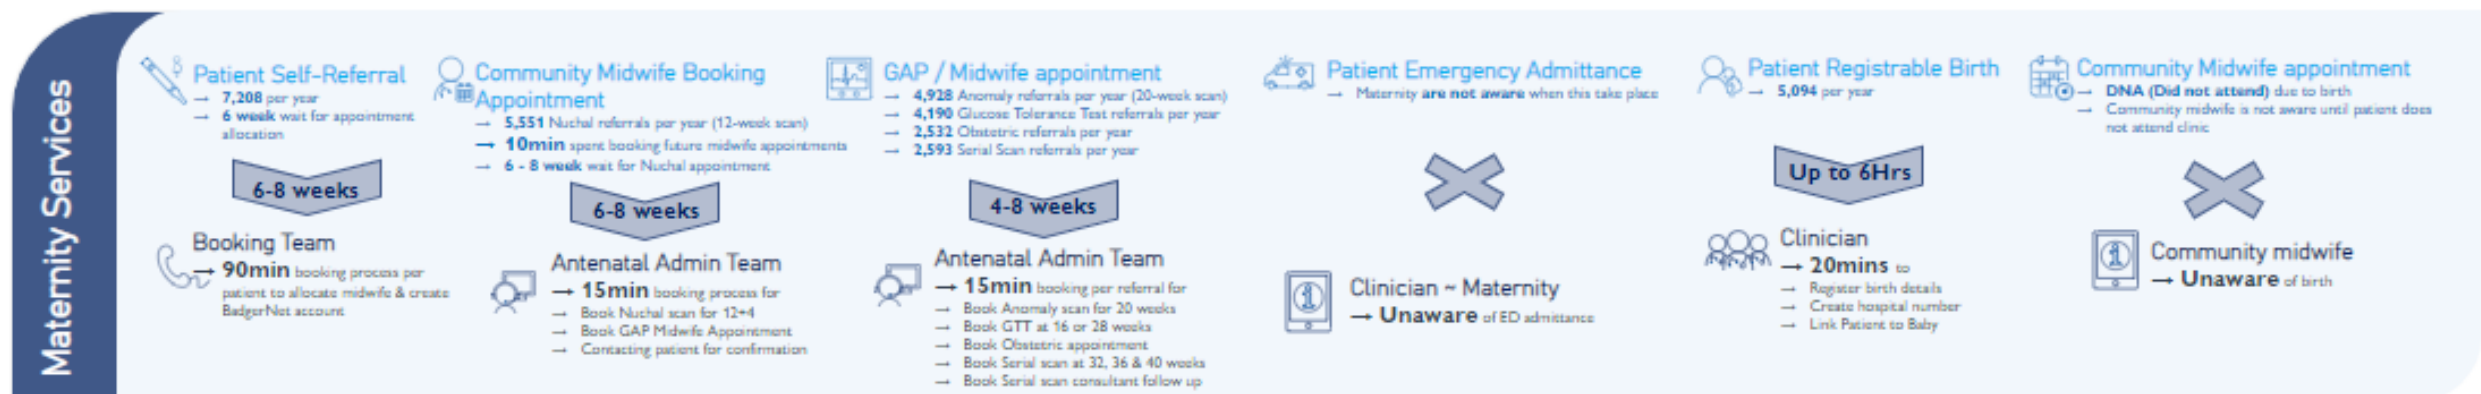 Maternity Services
Patient Self-Referral
→ 7,208 per year
→ 6 week wait for appointment
allocation
6-8 weeks
Booking Team
→ 90min booking process per
patient to allocate midwife & create
BadgerNet account
Community Midwife Booking
Appointment
→ 5,551 Nuchal referrals per year (12-week scan)
→ 10min spent booking future midwife appointments
→ 6 - 8 week wait for Nuchal appointment
6-8 weeks
Antenatal Admin Team
→ 15min booking process for
→ Book Nuchal scan for 12+4
→ Book GAP Midwife Appointment
→ Contacting patient for confirmation
GAP / Midwife appointment
→ 4,928 Anomaly referrals per year (20-week scan)
→ 4,190 Glucose Tolerance Test referrals per year
→ 2,532 Obstetric referrals per year
→ 2,593 Serial Scan referrals per year
4-8 weeks
Antenatal Admin Team
→ 15min booking per referral for
→ Book Anomaly scan for 20 weeks
→ Book GTT at 16 or 28 weeks
→ Book Obstetric appointment
→ Book Serial scan at 32, 36 & 40 weeks
→ Book Serial scan consultant follow up
Patient Emergency Admittance
→ Maternity are not aware when this take place
Clinician ~ Maternity
→ Unaware of ED admittance
Patient Registrable Birth
→ 5,094 per year
Up to 6Hrs
Clinician
→ 20mins to
→ Register birth details
→ Create hospital number
→ Link Patient to Baby
Community Midwife appointment
→ DNA (Did not attend) due to birth
→ Community midwife is not aware until patient does
not attend clinic
Community midwife
→ Unaware of birth